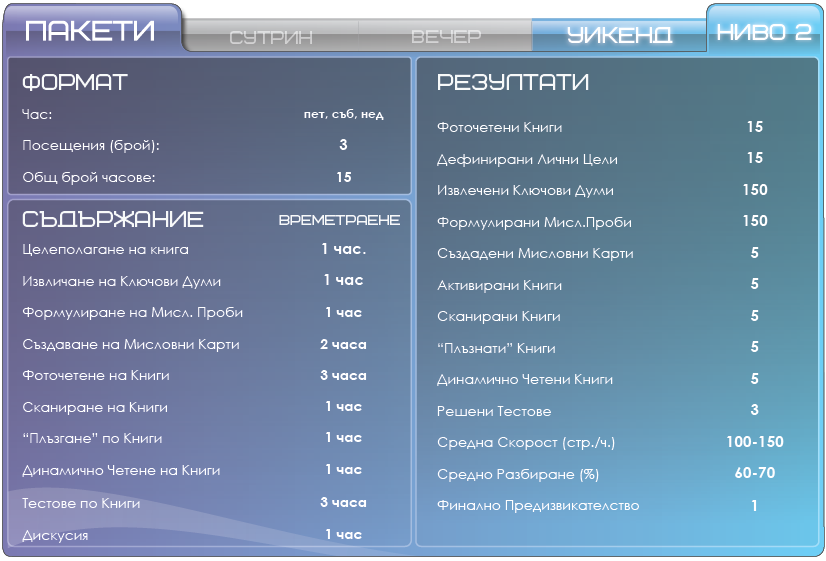 ПАКЕТИ СУТРИН ВЕЧЕР УИКЕНД НИВО 2
ФОРМАТ
Час: пет, съб, нед
Посещения (брой): 3
Общ брой часове: 15
СЪДЪРЖАНИЕ ВРЕМЕТРАЕНЕ
Целеполагане на книга 1 час.
Извличане на Ключови Думи 1 час
Формулиране на Мисл. Проби 1 час
Създаване на Мисловни Карти 2 часа
Фоточетене на Книги 3 часа
Сканиране на Книги 1 час
“Плъзгане” по Книги 1 час
Динамично Четене на Книги 1 час
Тестове по Книги 3 часа
Дискусия 1 час
РЕЗУЛТАТИ
Фоточетени Книги 15
Дефинирани Лични Цели 15
Извлечени Ключови Думи 150
Формулирани Мисл.Проби 150
Създадени Мисловни Карти 5
Активирани Книги 5
Сканирани Книги 5
“Плъзнати” Книги 5
Динамично Четени Книги 5
Решени Тестове 3
Средна Скорост (стр./ч.) 100-150
Средно Разбиране (%) 60-70
Финално Предизвикателство 1